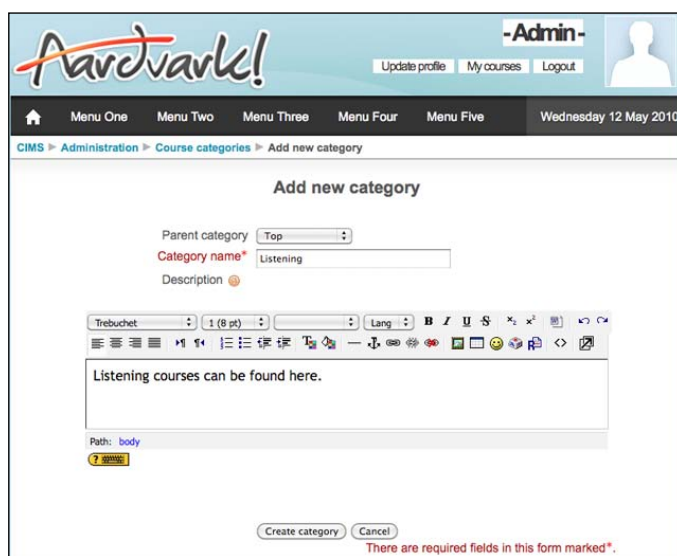 Aardvark!
-Admin-
Update profile My courses Logout
Menu One Menu Two Menu Three Menu Four Menu Five Wednesday 12 May 2010
CIMS ▶ Administration ▶ Course categories ▶ Add new category
Add new category
Parent category Top
Category name* Listening
Description
Trebuchet 1 (8 pt) Lang B I U S x₂ x²
Listening courses can be found here.
Path: body
?
Create category Cancel
There are required fields in this form marked*.